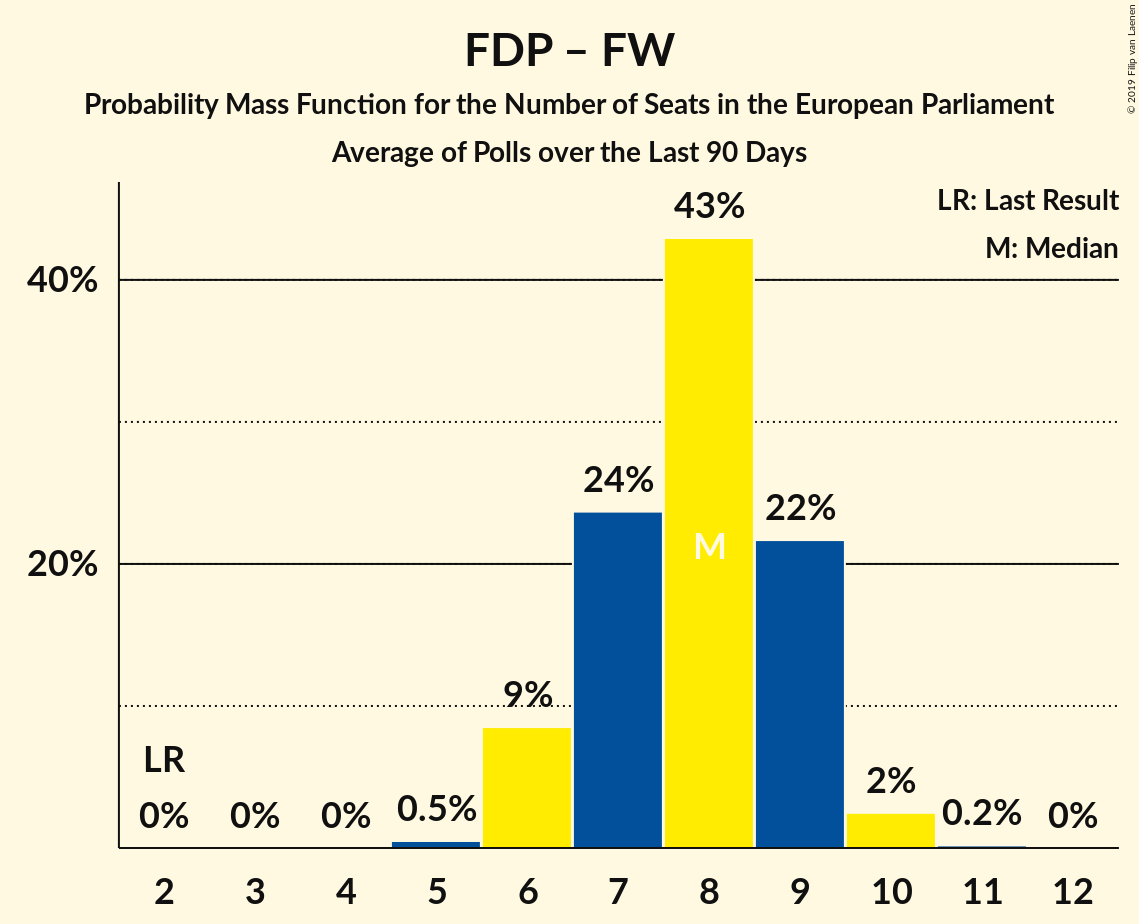 FDP – FW
Probability Mass Function for the Number of Seats in the European Parliament
Average of Polls over the Last 90 Days
© 2019 Filip van Laenen
LR: Last Result
M: Median
43%
40%
24%
22%
M
20%
9%
LR
2%
0%
0%
0%
0.5%
0.2%
0%
2 3 4 5 6 7 8 9 10 11 12